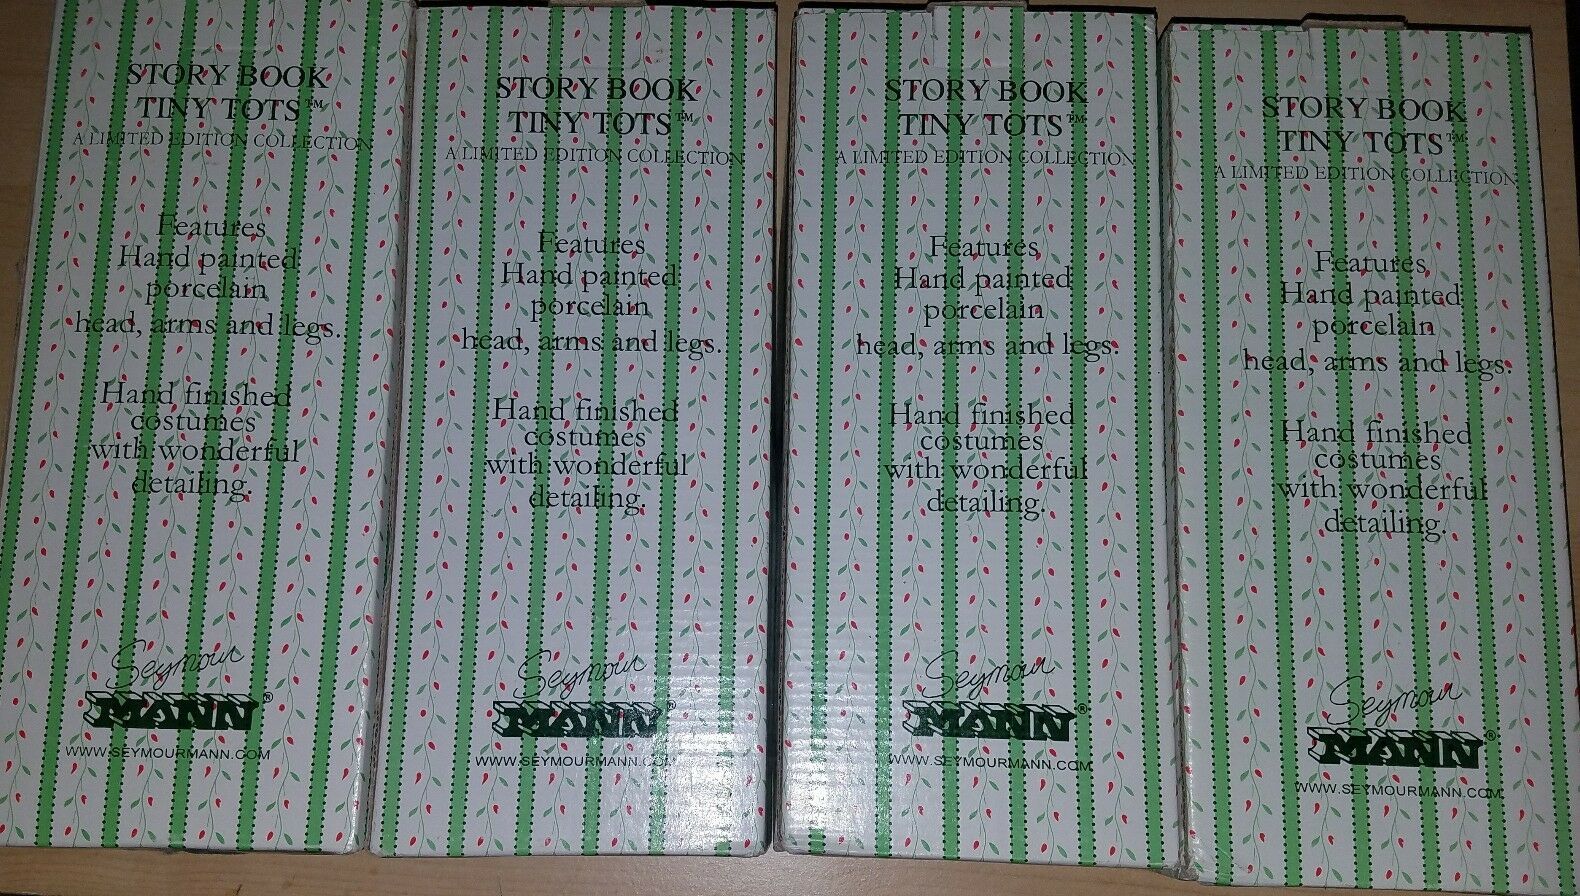 STORY BOOK
TINY TOTS™
A LIMITED EDITION COLLECTION
Features
Hand painted
porcelain
head, arms and legs.
Hand finished
costumes
with wonderful
detailing.
Seymour
MANN®
WWW.SEYMOURMANN.COM
STORY BOOK
TINY TOTS™
A LIMITED EDITION COLLECTION
Features
Hand painted
porcelain
head, arms and legs.
Hand finished
costumes
with wonderful
detailing.
Seymour
MANN®
WWW.SEYMOURMANN.COM
STORY BOOK
TINY TOTS™
A LIMITED EDITION COLLECTION
Features
Hand painted
porcelain
head, arms and legs.
Hand finished
costumes
with wonderful
detailing.
Seymour
MANN®
WWW.SEYMOURMANN.COM
STORY BOOK
TINY TOTS™
A LIMITED EDITION COLLECTION
Features
Hand painted
porcelain
head, arms and legs.
Hand finished
costumes
with wonderful
detailing.
Seymour
MANN®
WWW.SEYMOURMANN.COM